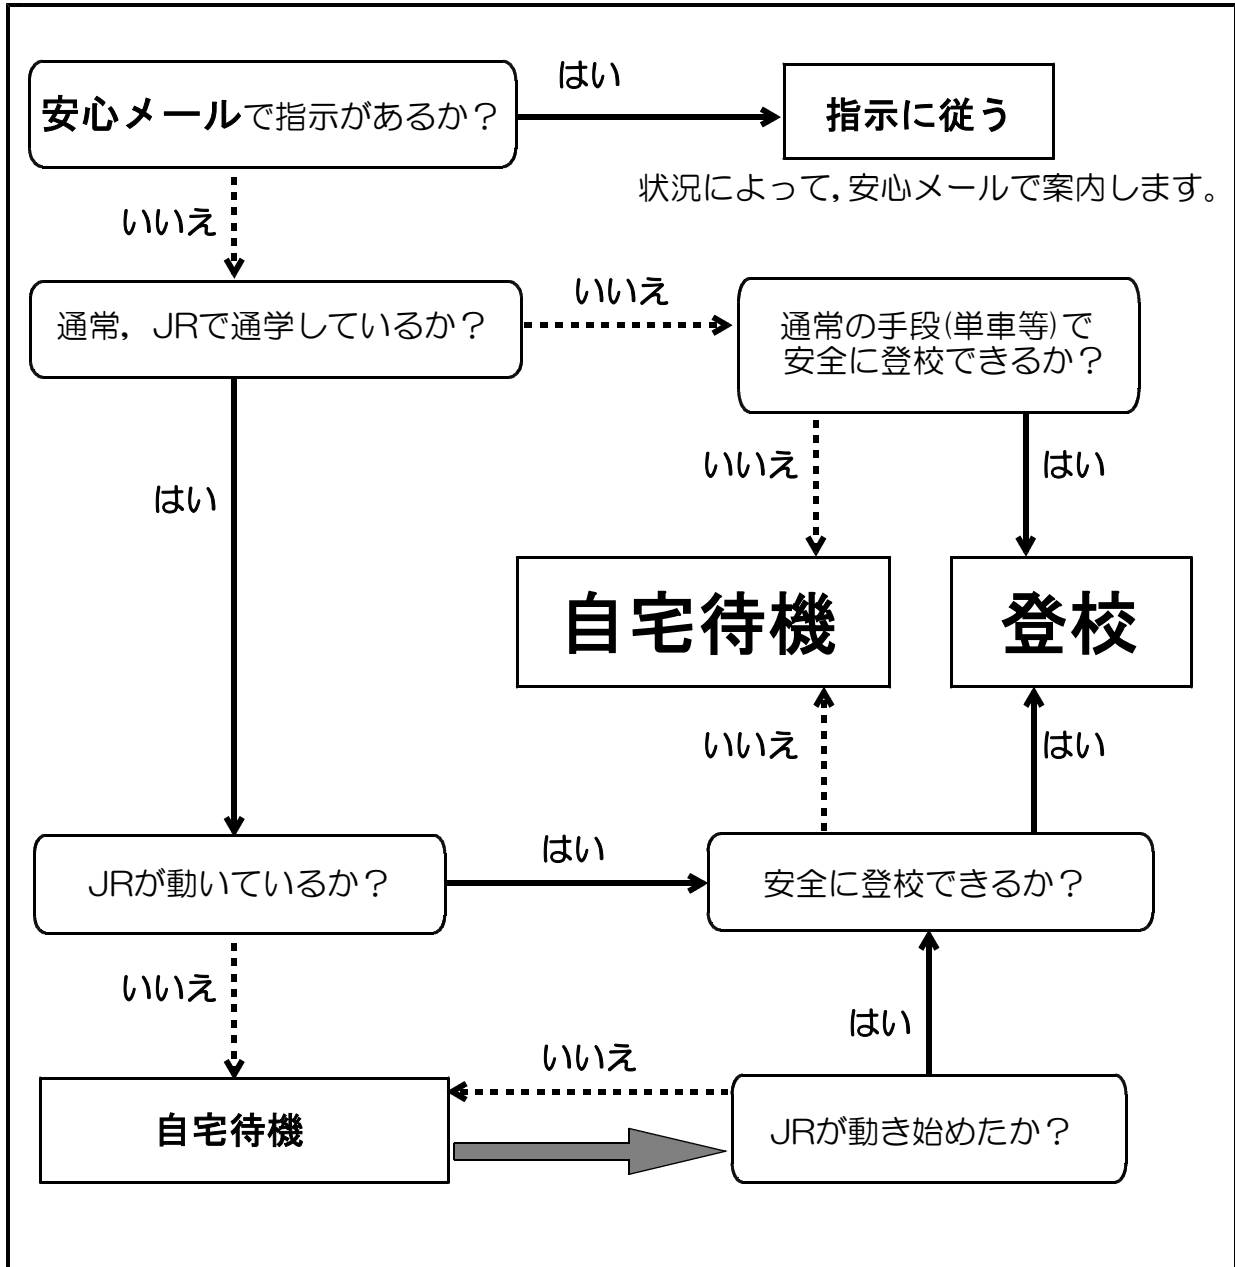 安心メールで指示があるか？
はい
指示に従う
状況によって，安心メールで案内します。
いいえ
通常，JRで通学しているか？
いいえ
通常の手段(単車等)で
安全に登校できるか？
いいえ
はい
はい
自宅待機
登校
いいえ
はい
JRが動いているか？
はい
安全に登校できるか？
いいえ
はい
いいえ
自宅待機
JRが動き始めたか？